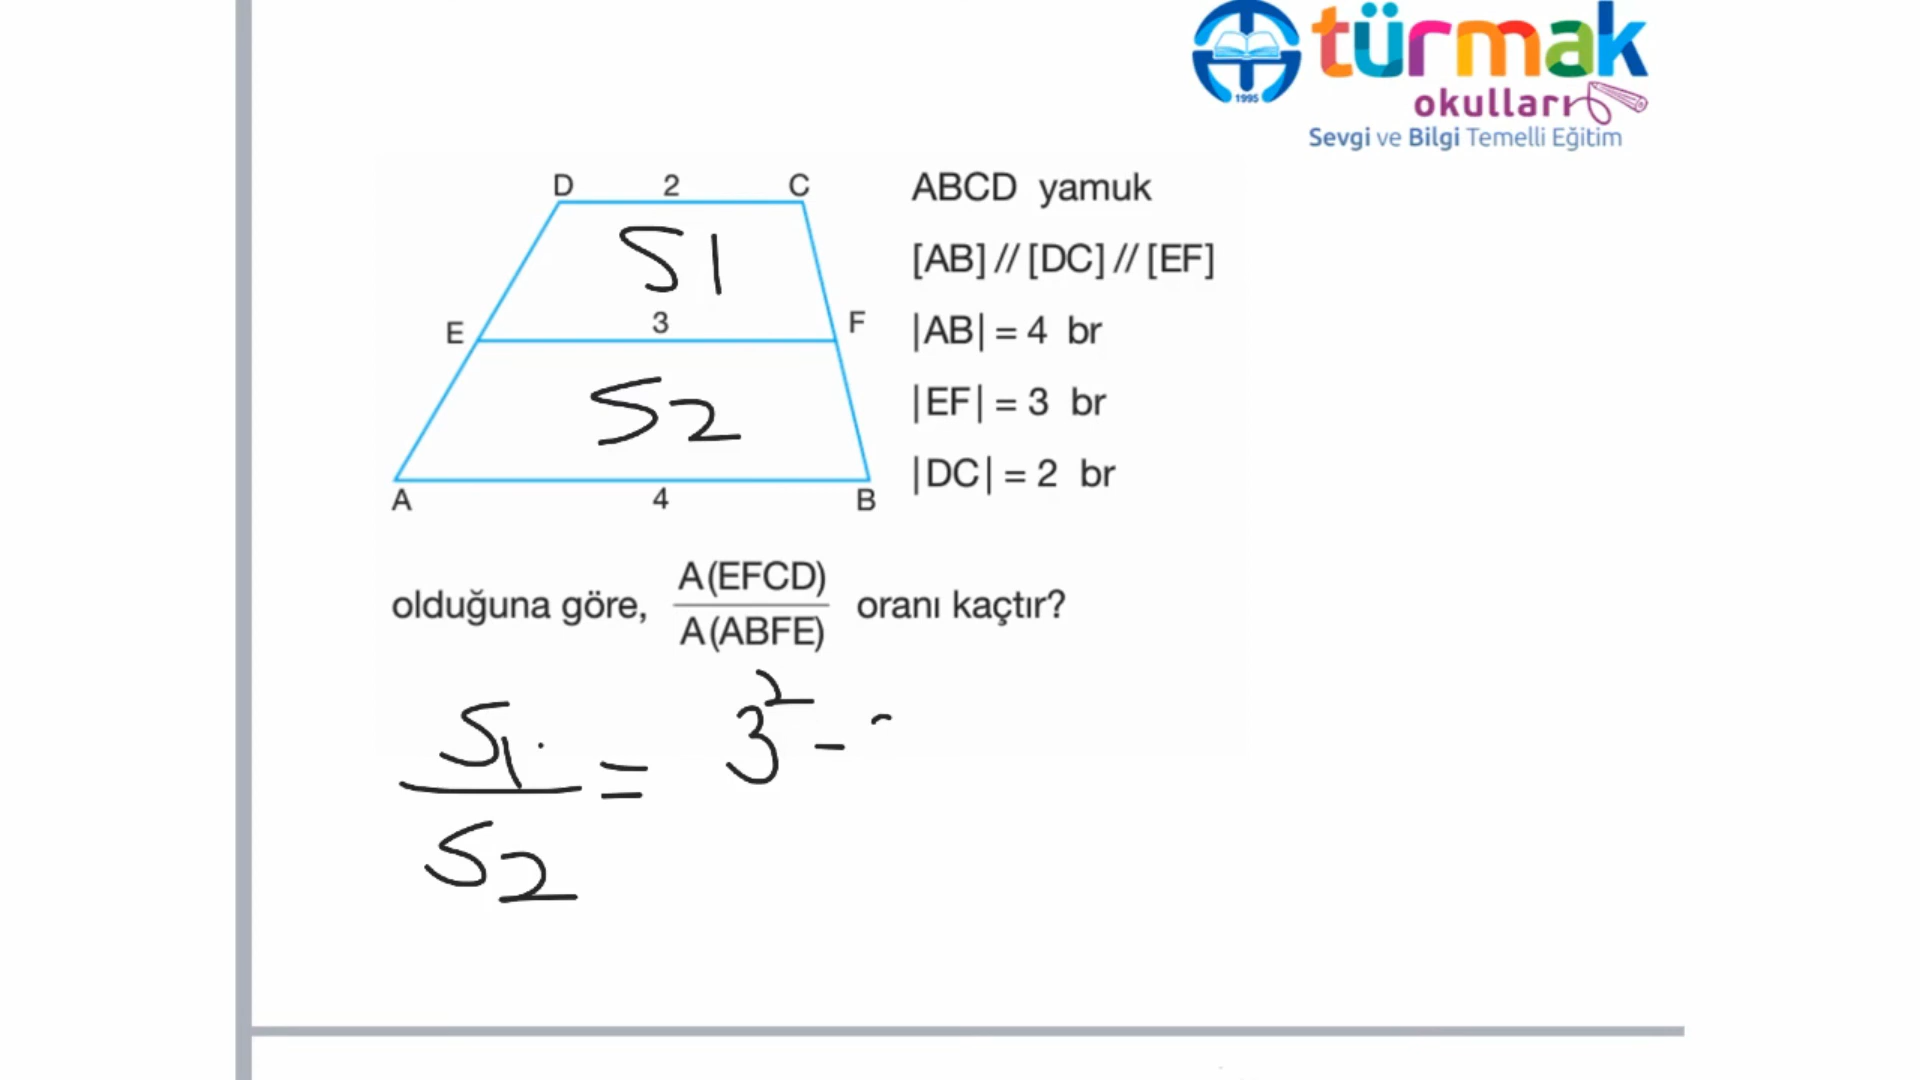 türmak
okulları
1995
Sevgi ve Bilgi Temelli Eğitim
D 2 C
S1
E 3 F
S2
A 4 B
ABCD yamuk
[AB] // [DC] // [EF]
|AB| = 4 br
|EF| = 3 br
|DC| = 2 br
olduğuna göre, A(EFCD) / A(ABFE) oranı kaçtır?
S1 / S2 = 3² -